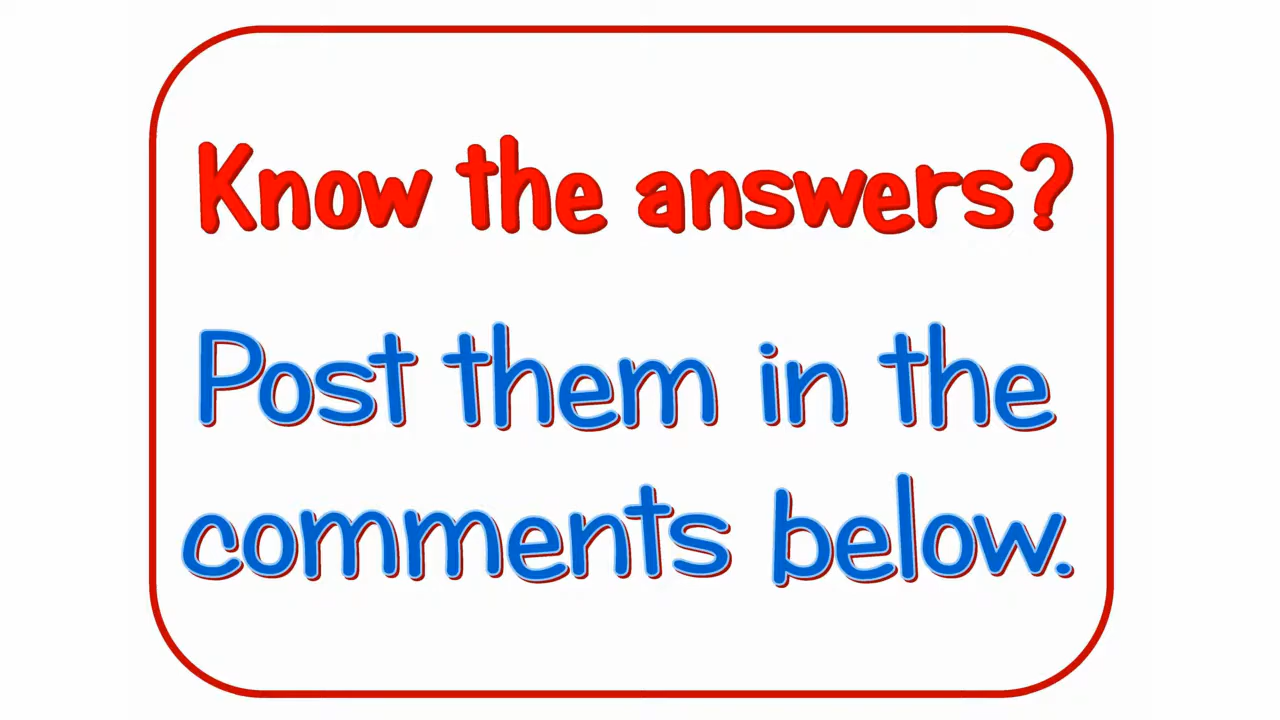 Know the answers?
Post them in the
comments below.